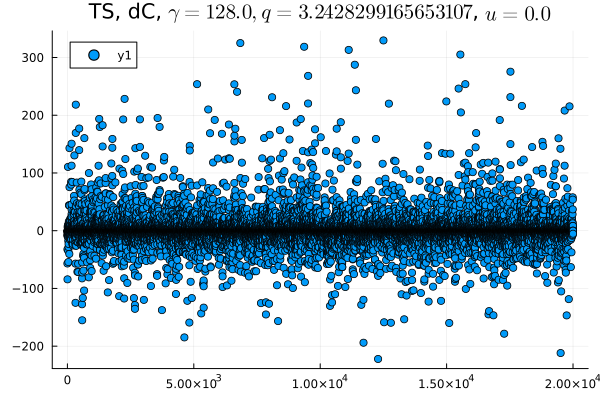 TS, dC, γ = 128.0, q = 3.2428299165653107, u = 0.0
y1
300
200
100
0
−100
−200
0 5.00×10³ 1.00×10⁴ 1.50×10⁴ 2.00×10⁴